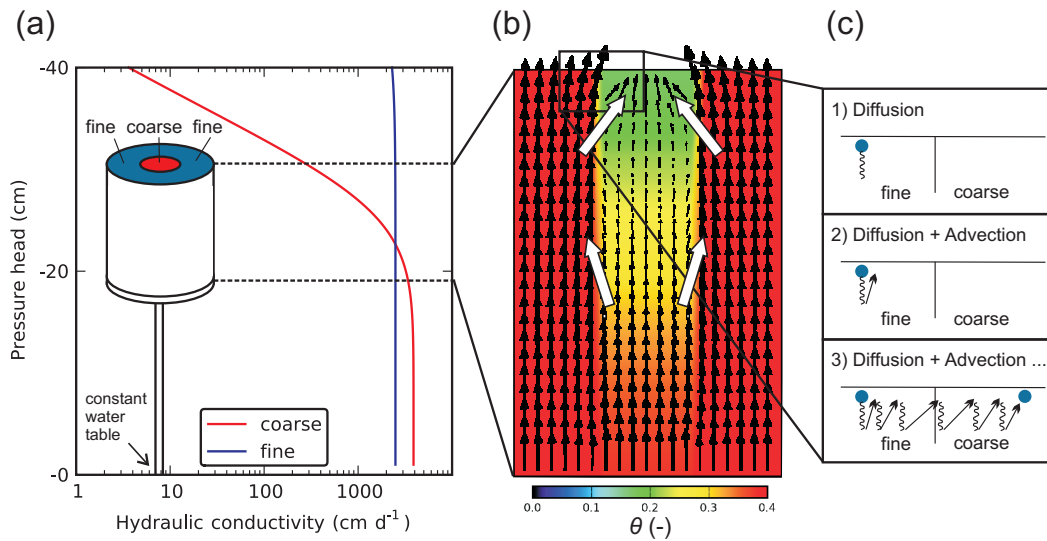 (a)
(b)
(c)
-40
-20
-0
Pressure head (cm)
fine coarse fine
constant
water
table
coarse
fine
1 10 100 1000
Hydraulic conductivity (cm d⁻¹)
0.0 0.1 0.2 0.3 0.4
θ (-)
1) Diffusion
fine coarse
2) Diffusion + Advection
fine coarse
3) Diffusion + Advection ...
fine coarse